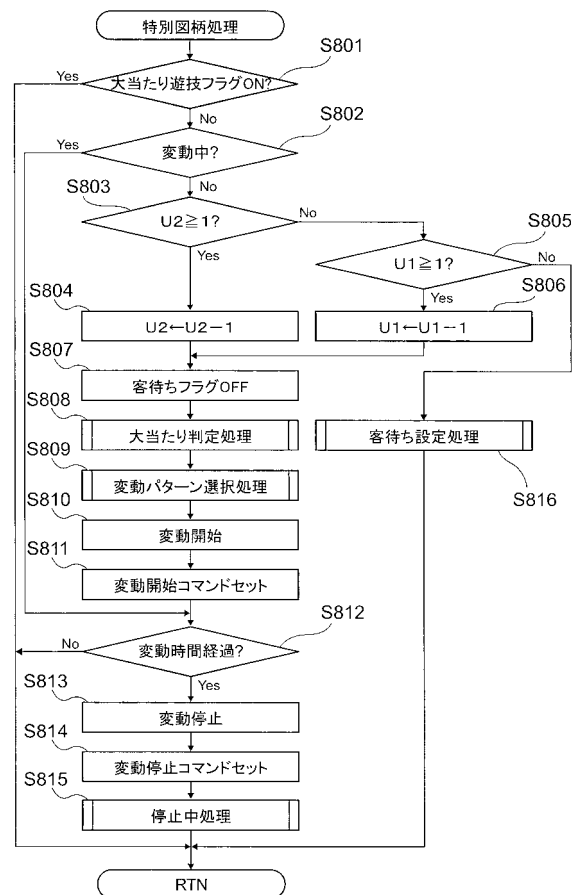 特別図柄処理
S801
Yes
大当たり遊技フラグON?
No
S802
Yes
変動中?
No
S803
U2≧1?
No
S805
Yes
U1≧1?
No
S804
Yes
S806
U2←U2−1
U1←U1−1
S807
客待ちフラグOFF
S808
大当たり判定処理
客待ち設定処理
S809
S816
変動パターン選択処理
S810
変動開始
S811
変動開始コマンドセット
S812
No
変動時間経過?
Yes
S813
変動停止
S814
変動停止コマンドセット
S815
停止中処理
RTN